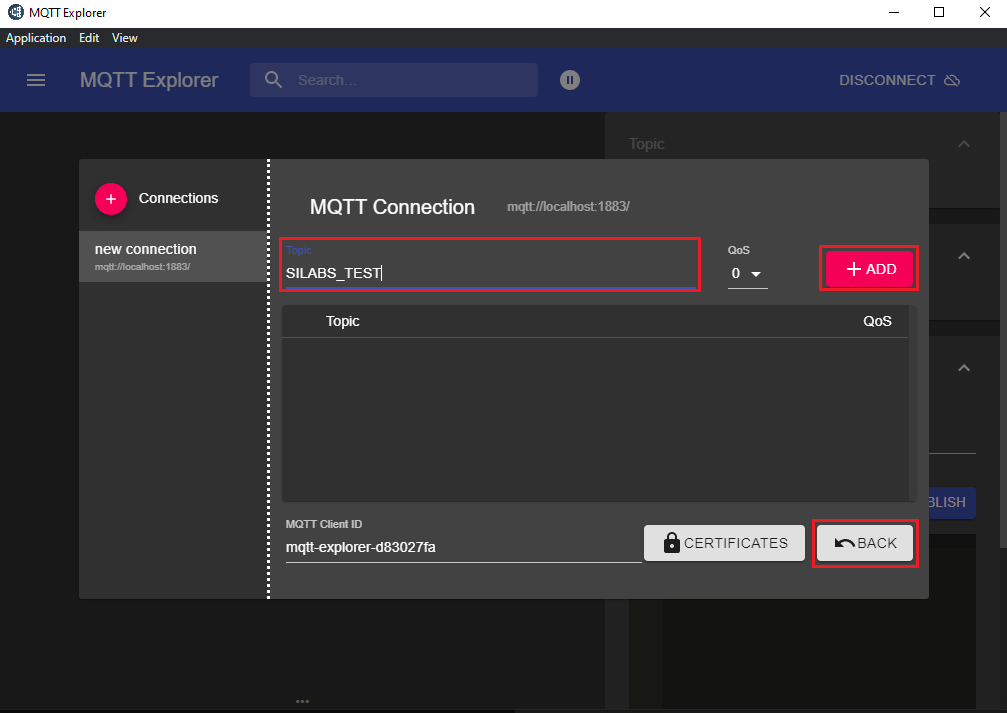 MQTT Explorer
Application Edit View
MQTT Explorer Search... DISCONNECT
Topic
Connections
MQTT Connection mqtt://localhost:1883/
new connection
mqtt://localhost:1883/
Topic QoS
SILABS_TEST 0 ADD
Topic QoS
BLISH
MQTT Client ID
mqtt-explorer-d83027fa
CERTIFICATES BACK